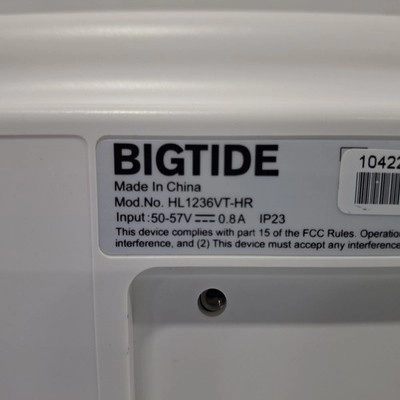 BIGTIDE
Made In China
Mod.No. HL1236VT-HR
Input:50-57V⎓0.8A IP23
This device complies with part 15 of the FCC Rules. Operation
interference, and (2) This device must accept any interference
10422